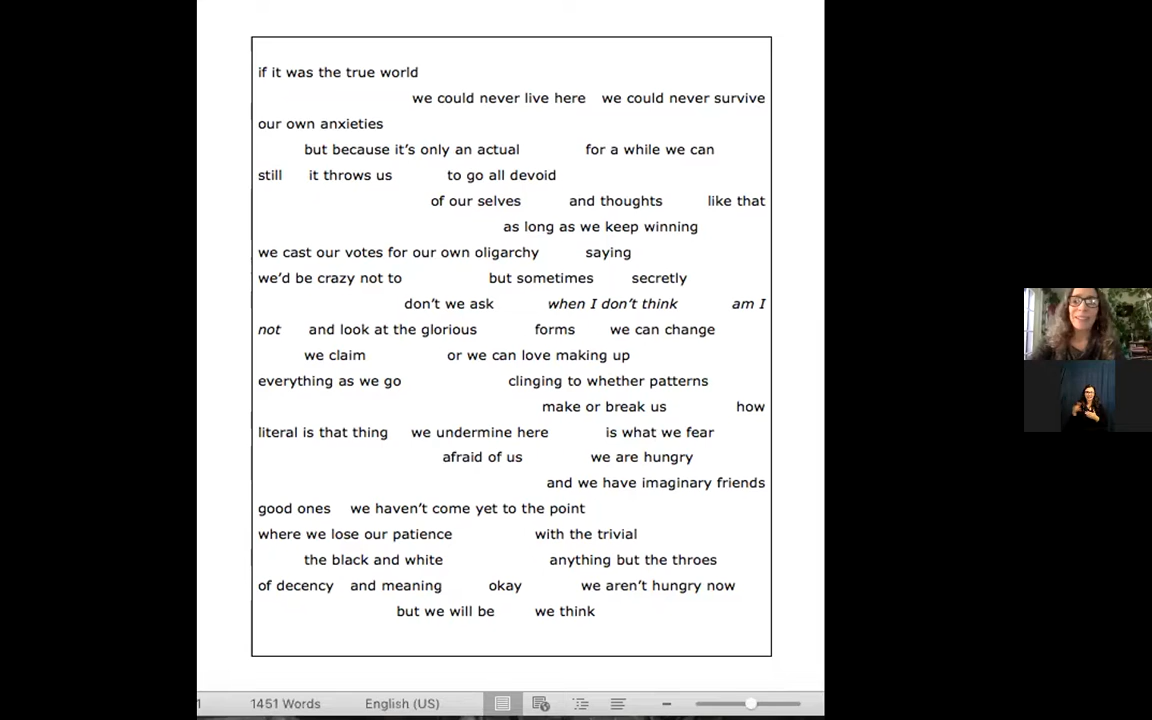 if it was the true world
we could never live here we could never survive
our own anxieties
but because it's only an actual for a while we can
still it throws us to go all devoid
of our selves and thoughts like that
as long as we keep winning
we cast our votes for our own oligarchy saying
we'd be crazy not to but sometimes secretly
don't we ask when I don't think am I
not and look at the glorious forms we can change
we claim or we can love making up
everything as we go clinging to whether patterns
make or break us how
literal is that thing we undermine here is what we fear
afraid of us we are hungry
and we have imaginary friends
good ones we haven't come yet to the point
where we lose our patience with the trivial
the black and white anything but the throes
of decency and meaning okay we aren't hungry now
but we will be we think
1 1451 Words English (US)